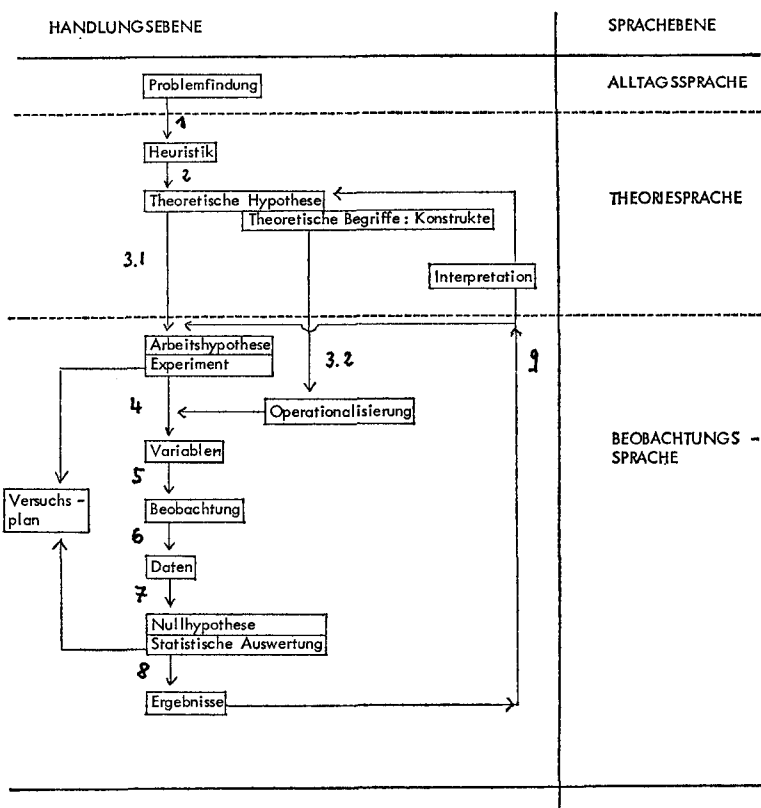 HANDLUNGSEBENE
SPRACHEBENE
Problemfindung
ALLTAGSSPRACHE
1
Heuristik
2
Theoretische Hypothese
THEORIESPRACHE
Theoretische Begriffe : Konstrukte
3.1
Interpretation
Arbeitshypothese
Experiment
3.2
9
4
Operationalisierung
Variablen
BEOBACHTUNGS -
SPRACHE
5
Versuchs -
plan
Beobachtung
6
Daten
7
Nullhypothese
Statistische Auswertung
8
Ergebnisse